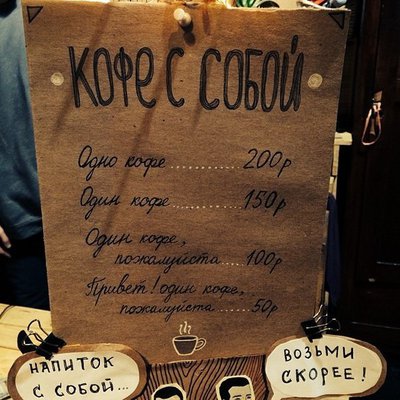 КОФЕ С СОБОЙ
Одно кофе..........200р
Один кофе..........150р
Один кофе,
пожалуйста....100р
Привет! один кофе,
пожалуйста.....50р
НАПИТОК
С СОБОЙ...
ВОЗЬМИ
СКОРЕЕ!